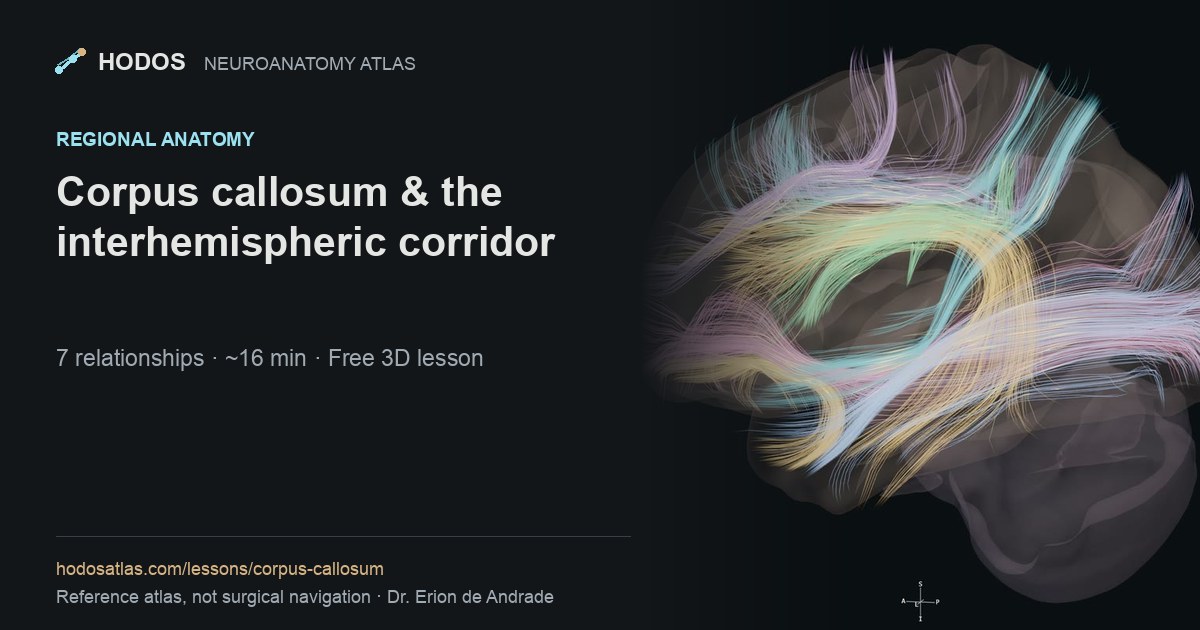 HODOS NEUROANATOMY ATLAS
REGIONAL ANATOMY
Corpus callosum & the
interhemispheric corridor
7 relationships · ~16 min · Free 3D lesson
hodosatlas.com/lessons/corpus-callosum
Reference atlas, not surgical navigation · Dr. Erion de Andrade
S
A L P
I